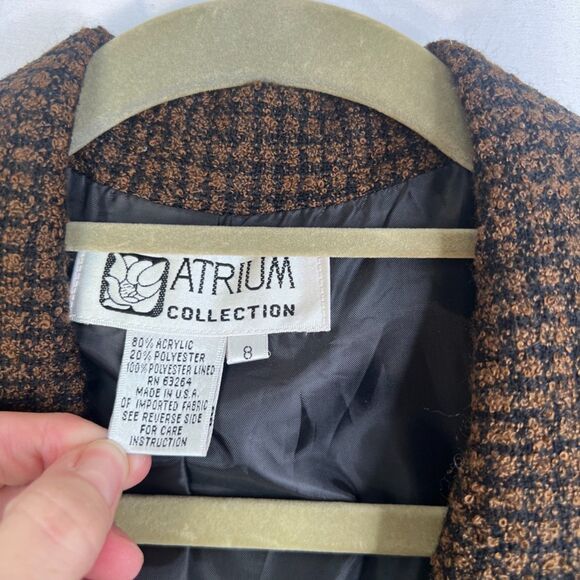 ATRIUM
COLLECTION
8
80% ACRYLIC
20% POLYESTER
100% POLYESTER LINED
RN 63264
MADE IN U.S.A.
OF IMPORTED FABRIC
SEE REVERSE SIDE
FOR CARE
INSTRUCTION